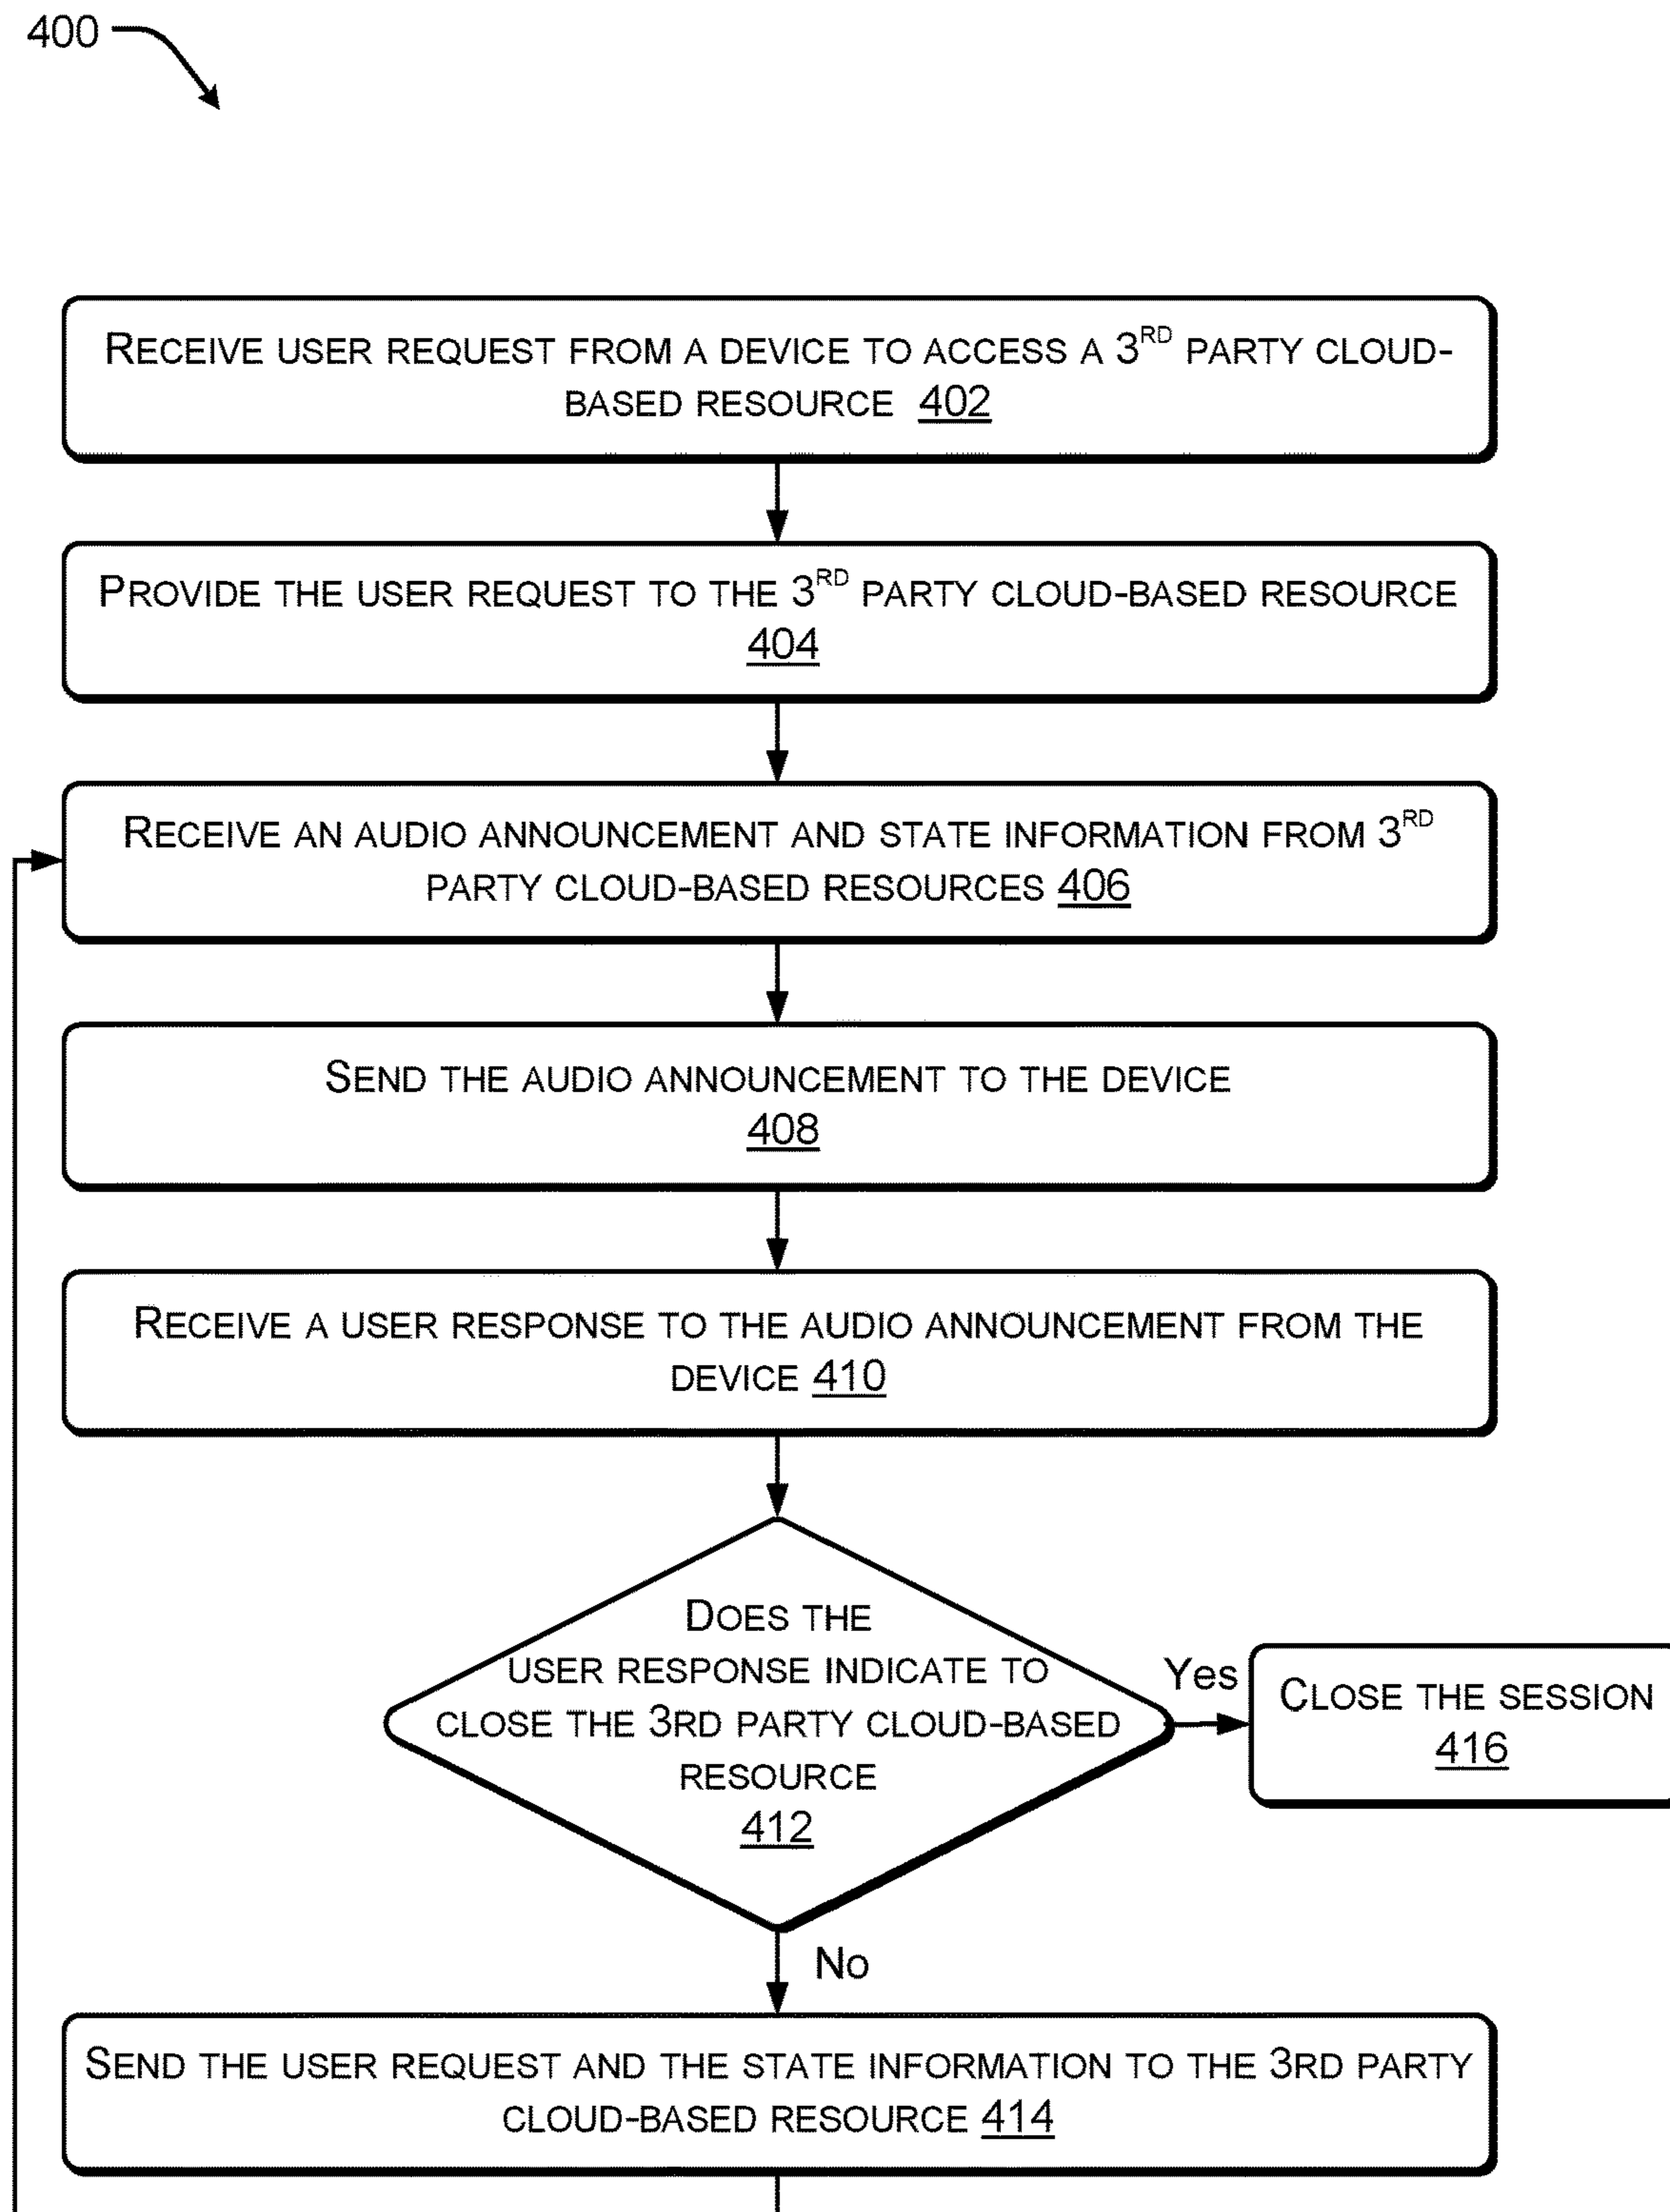 400
RECEIVE USER REQUEST FROM A DEVICE TO ACCESS A 3RD PARTY CLOUD-
BASED RESOURCE 402
PROVIDE THE USER REQUEST TO THE 3RD PARTY CLOUD-BASED RESOURCE
404
RECEIVE AN AUDIO ANNOUNCEMENT AND STATE INFORMATION FROM 3RD
PARTY CLOUD-BASED RESOURCES 406
SEND THE AUDIO ANNOUNCEMENT TO THE DEVICE
408
RECEIVE A USER RESPONSE TO THE AUDIO ANNOUNCEMENT FROM THE
DEVICE 410
DOES THE
USER RESPONSE INDICATE TO
CLOSE THE 3RD PARTY CLOUD-BASED
RESOURCE
412
Yes
CLOSE THE SESSION
416
No
SEND THE USER REQUEST AND THE STATE INFORMATION TO THE 3RD PARTY
CLOUD-BASED RESOURCE 414